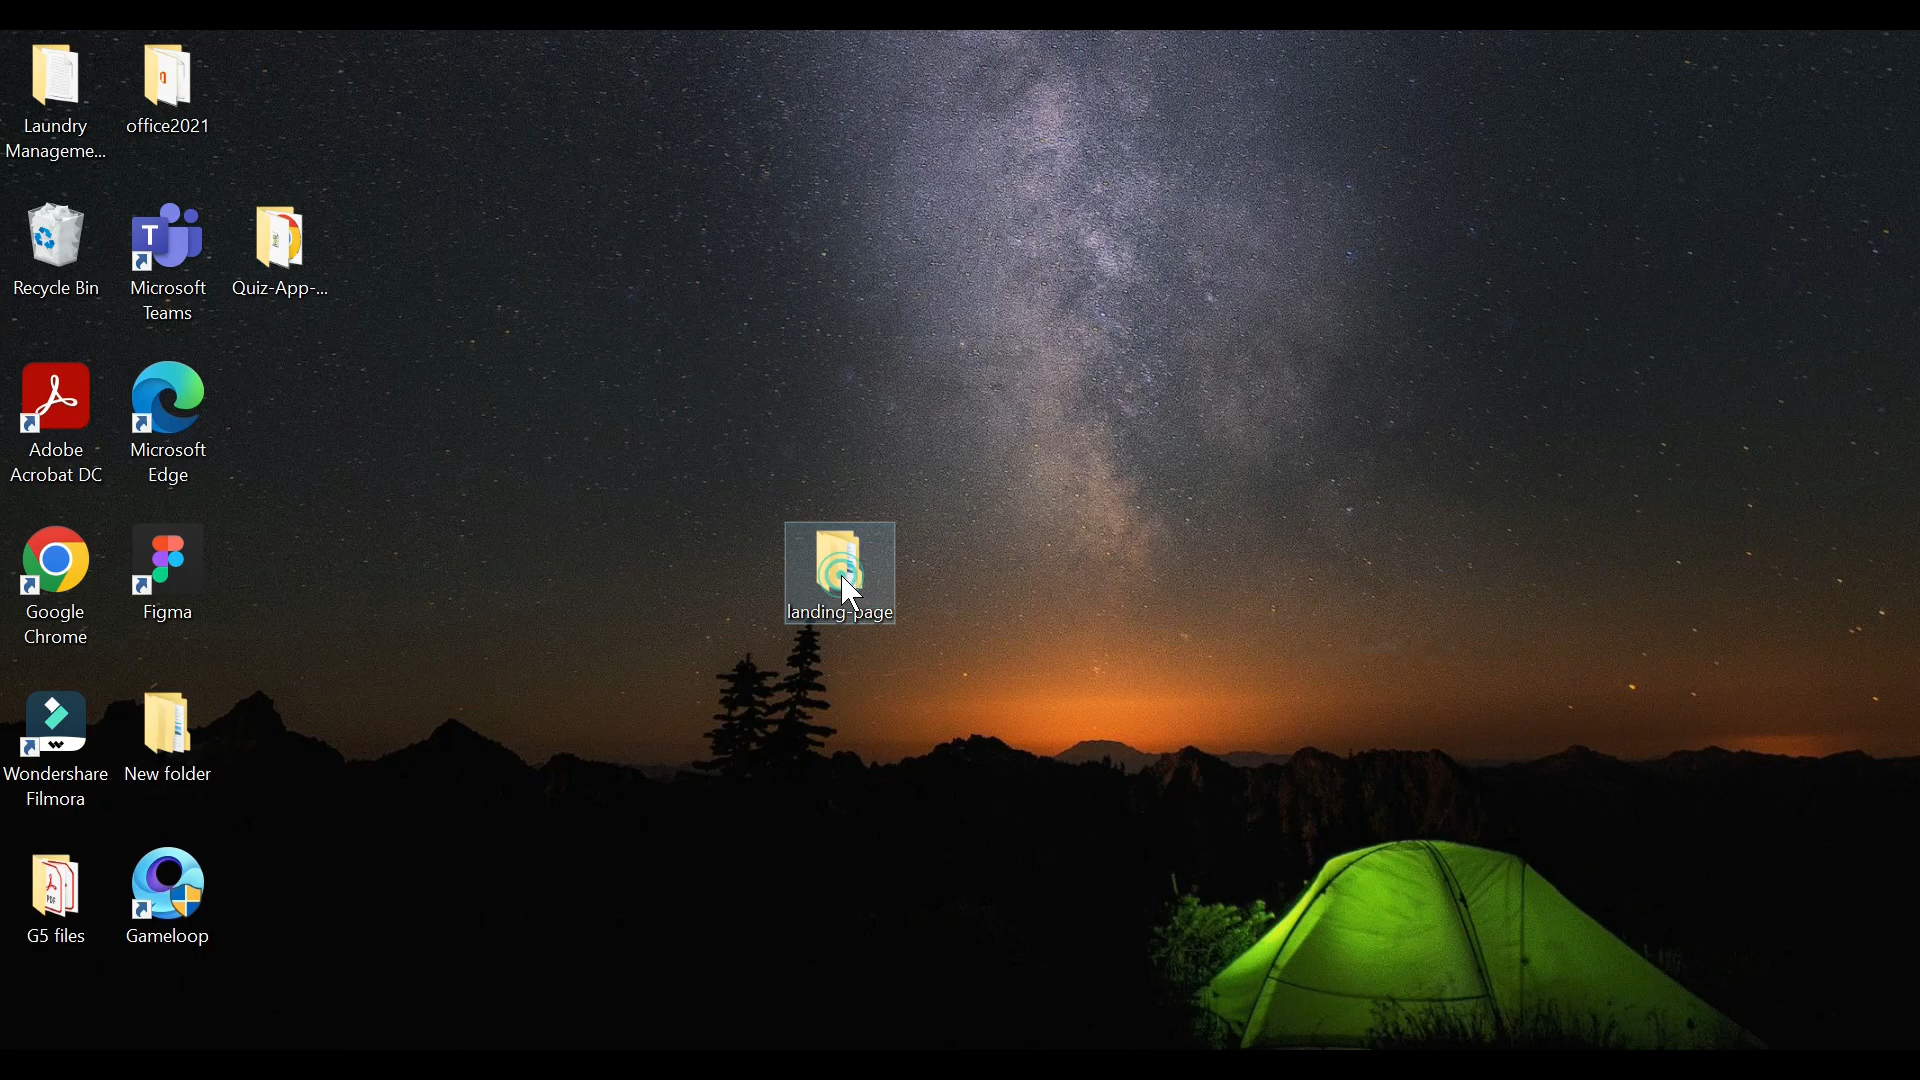 Laundry
Manageme...
office2021
Recycle Bin
Microsoft
Teams
Quiz-App-...
Adobe
Acrobat DC
Microsoft
Edge
Google
Chrome
Figma
landing-page
Wondershare
Filmora
New folder
G5 files
Gameloop